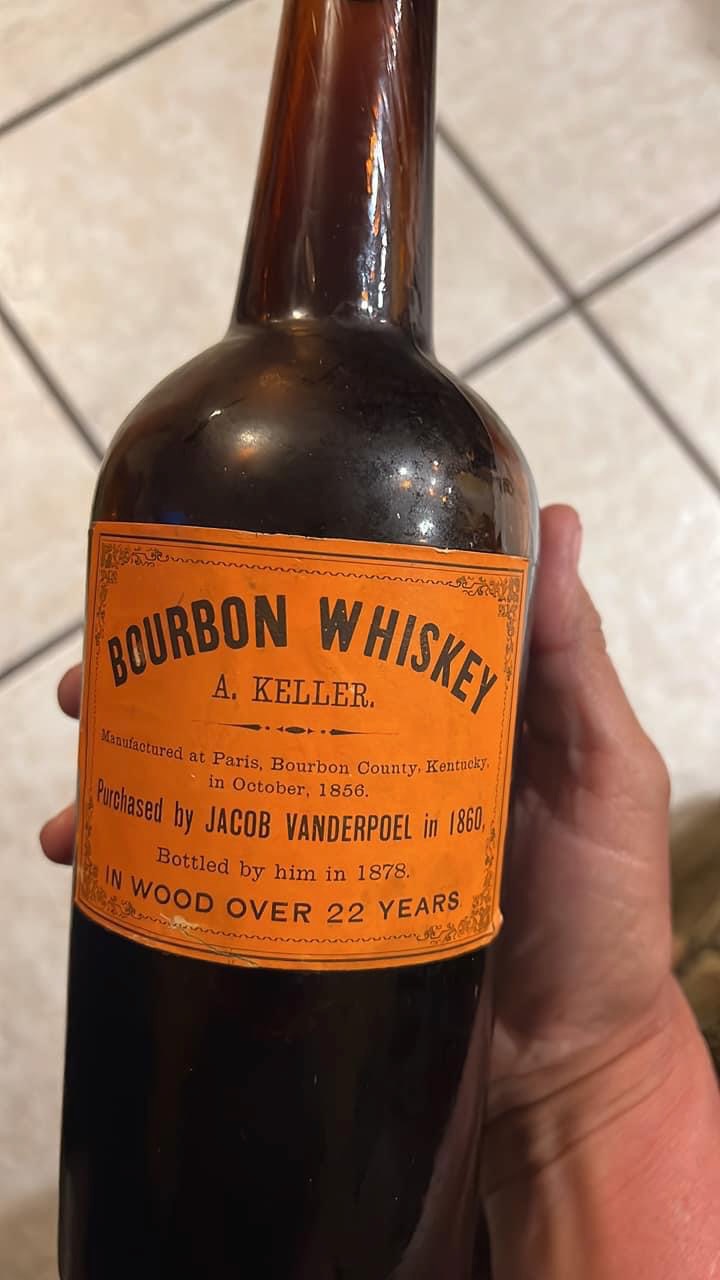 BOURBON WHISKEY
A. KELLER.
Manufactured at Paris, Bourbon County, Kentucky,
in October, 1856.
Purchased by JACOB VANDERPOEL in 1860,
Bottled by him in 1878.
IN WOOD OVER 22 YEARS